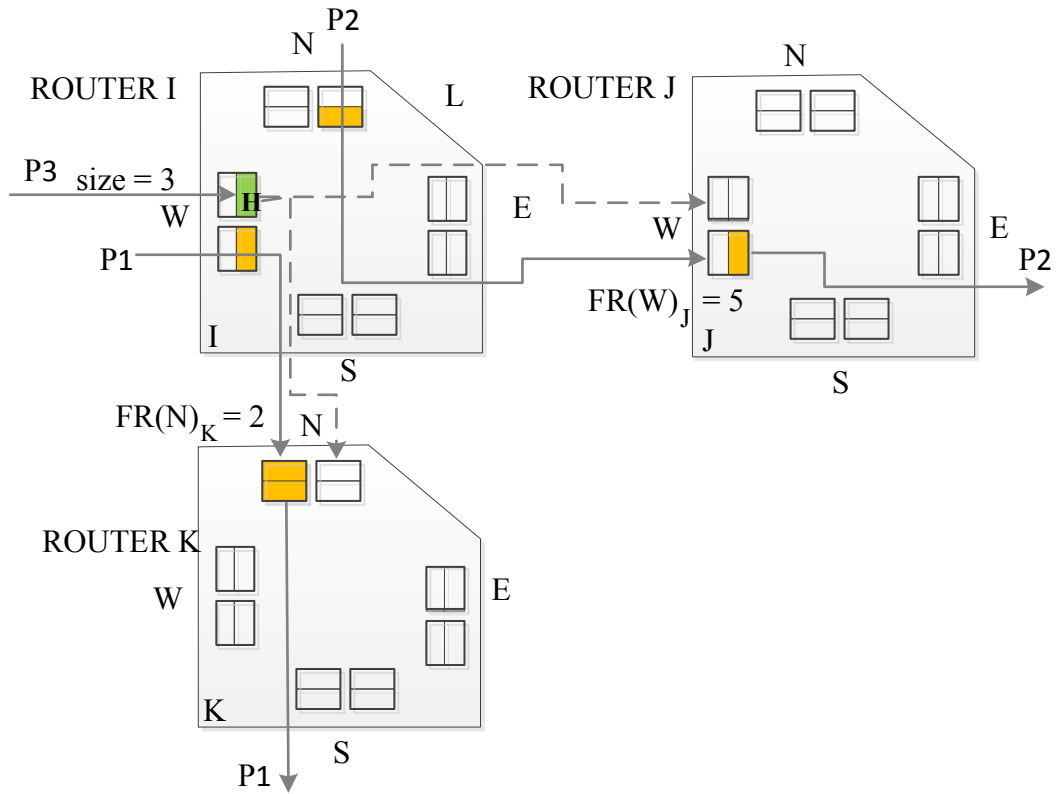 P2
N
N
ROUTER I
L
ROUTER J
P3 size = 3
H
W
E
W
E
P1
P2
FR(W)J = 5
I
J
S
S
FR(N)K = 2
N
ROUTER K
W
E
K
S
P1